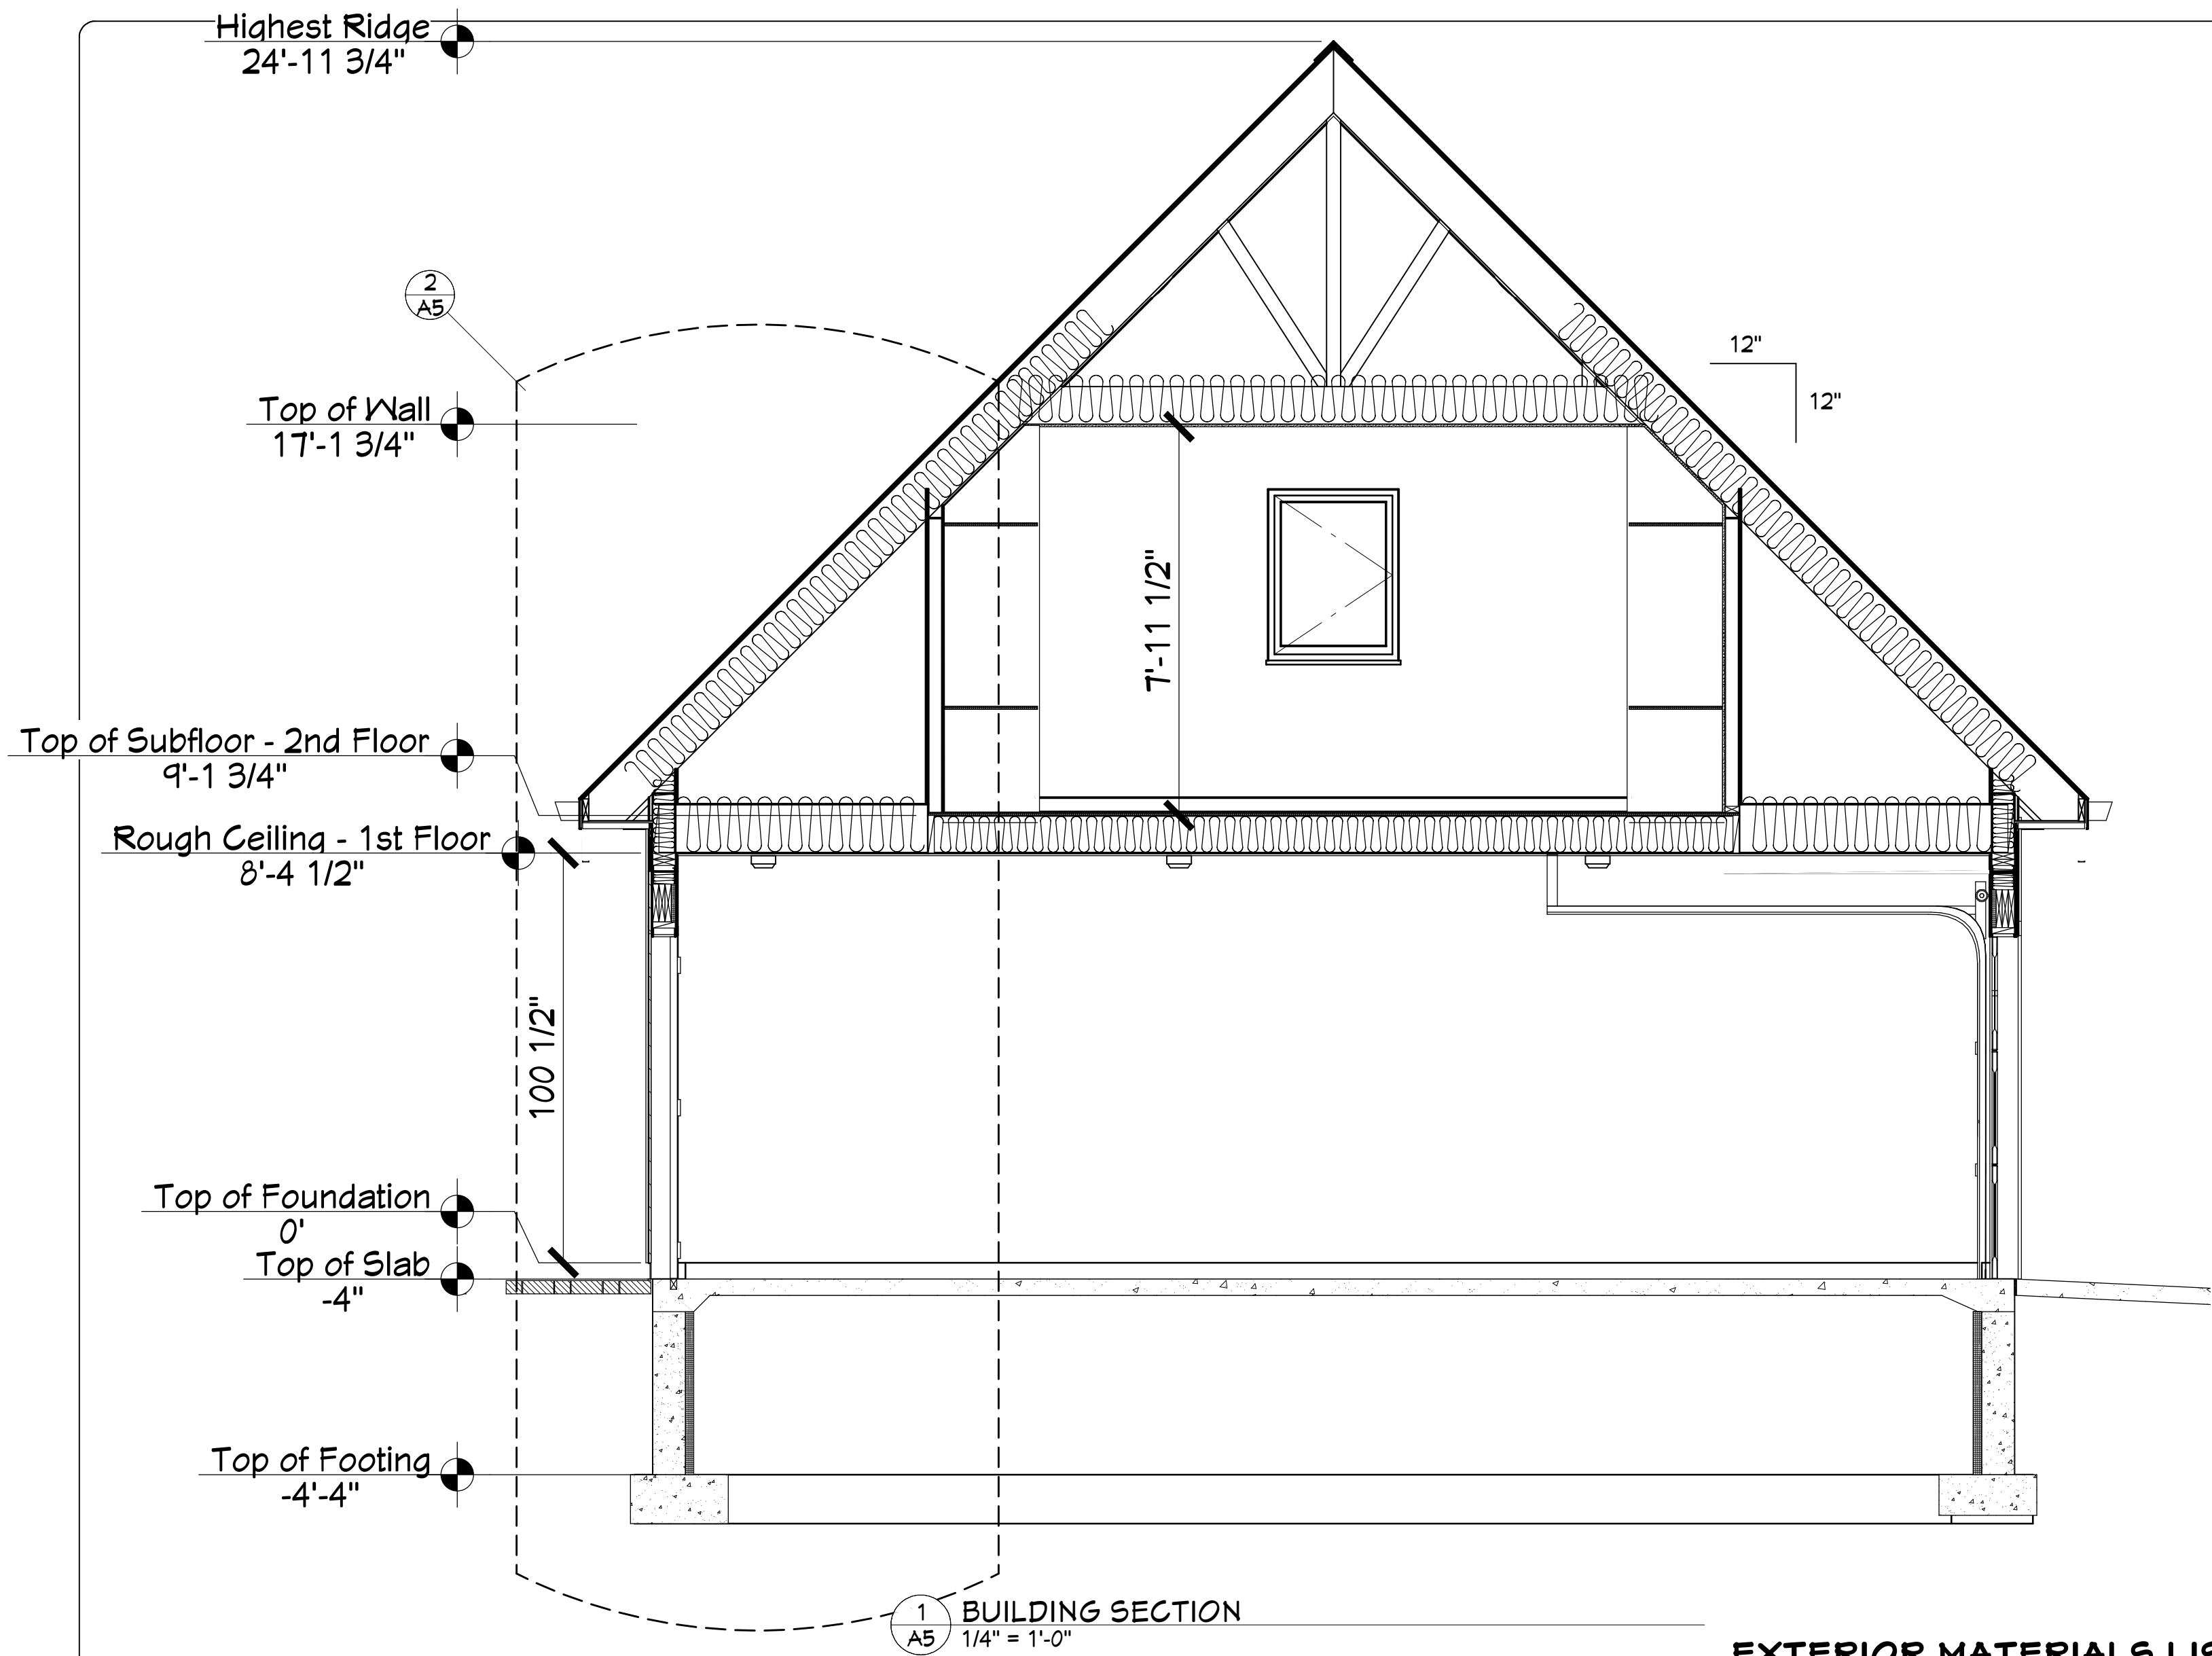 Highest Ridge
24'-11 3/4"
2
A5
12"
12"
Top of Wall
17'-1 3/4"
7'-11 1/2"
Top of Subfloor - 2nd Floor
9'-1 3/4"
Rough Ceiling - 1st Floor
8'-4 1/2"
100 1/2"
Top of Foundation
0'
Top of Slab
-4"
Top of Footing
-4'-4"
1
A5
BUILDING SECTION
1/4" = 1'-0"
EXTERIOR MATERIALS